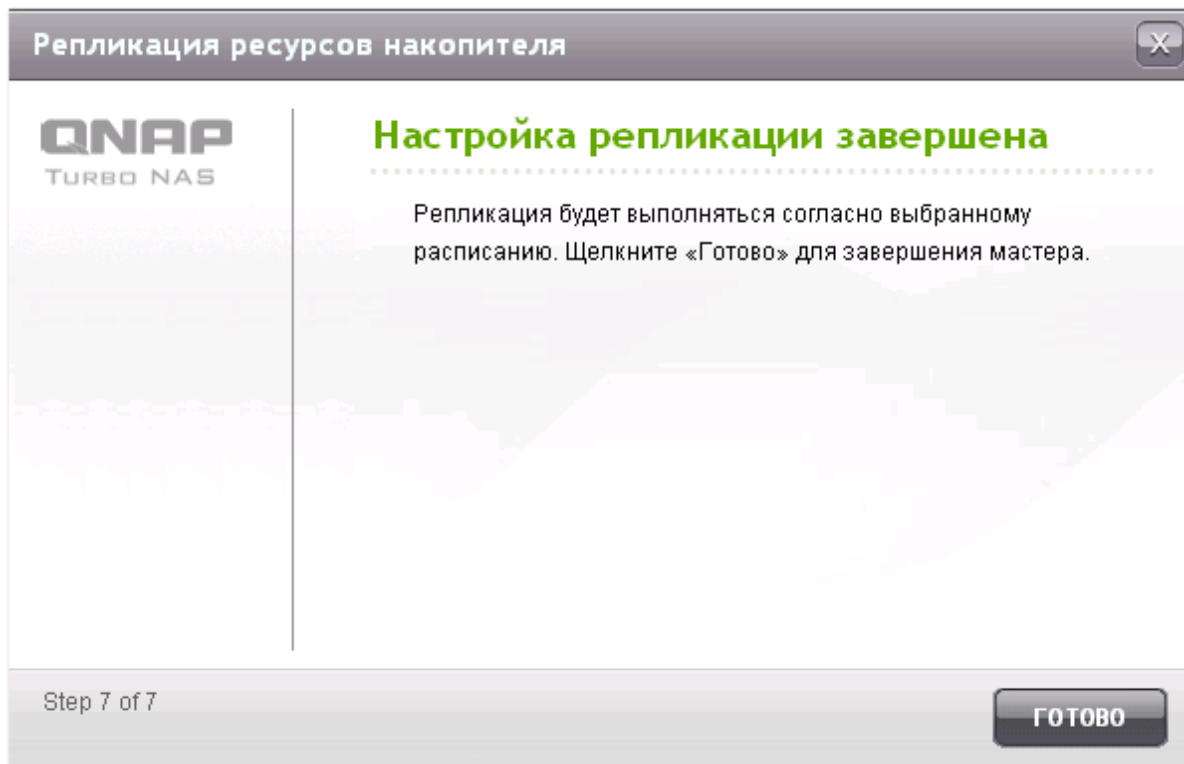 Репликация ресурсов накопителя
X
QNAP
TURBO NAS
Настройка репликации завершена
Репликация будет выполняться согласно выбранному
расписанию. Щелкните «Готово» для завершения мастера.
Step 7 of 7
ГОТОВО